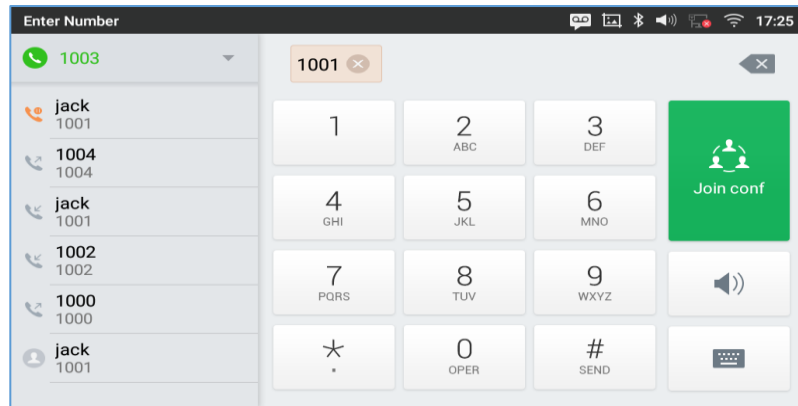 Enter Number
17:25
1003
jack
1001
1004
1004
jack
1001
1002
1002
1000
1000
jack
1001
1001
1
2
ABC
3
DEF
4
GHI
5
JKL
6
MNO
7
PQRS
8
TUV
9
WXYZ
*
.
0
OPER
#
SEND
Join conf